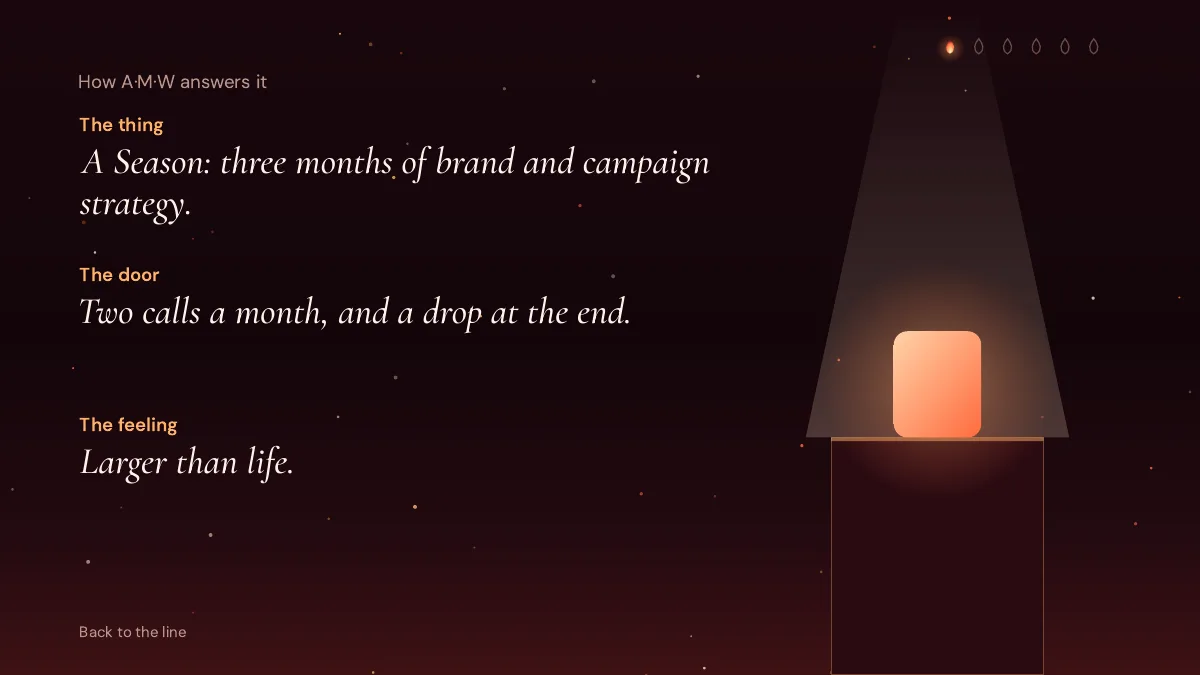 How A·M·W answers it
The thing
A Season: three months of brand and campaign
strategy.
The door
Two calls a month, and a drop at the end.
The feeling
Larger than life.
Back to the line